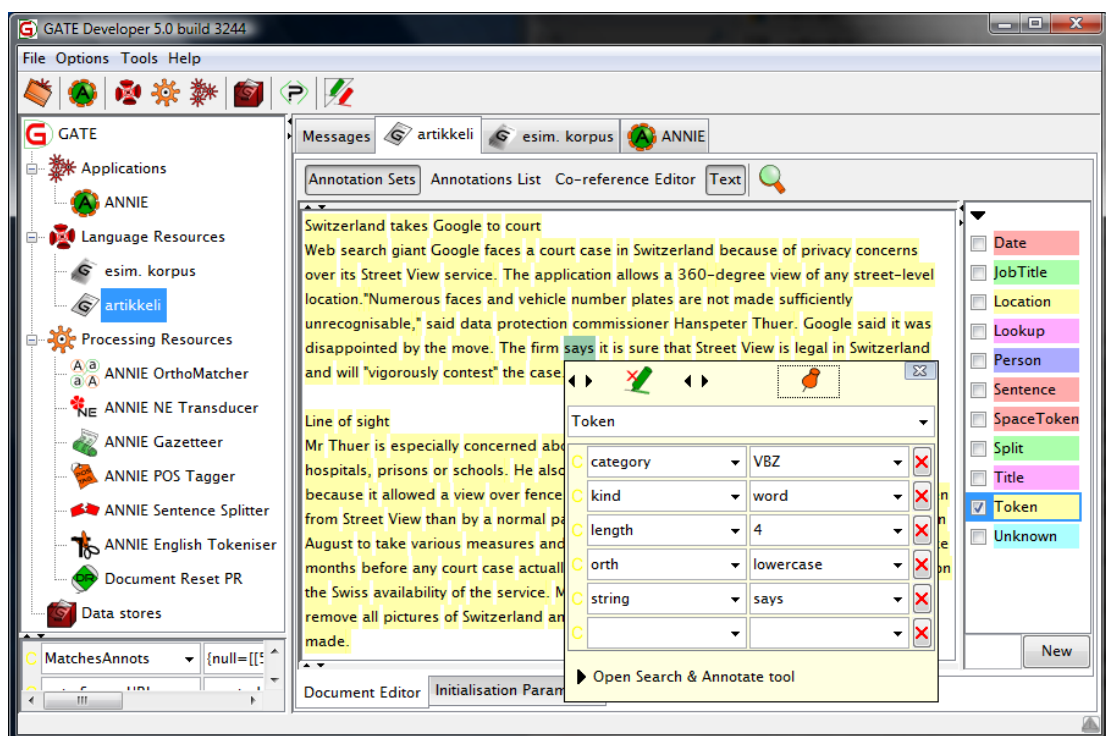 GATE Developer 5.0 build 3244
File Options Tools Help
GATE
Applications
ANNIE
Language Resources
esim. korpus
artikkeli
Processing Resources
ANNIE OrthoMatcher
ANNIE NE Transducer
ANNIE Gazetteer
ANNIE POS Tagger
ANNIE Sentence Splitter
ANNIE English Tokeniser
Document Reset PR
Data stores
MatchesAnnots {null=[[5
Messages artikkeli esim. korpus ANNIE
Annotation Sets Annotations List Co-reference Editor Text
Switzerland takes Google to court
Web search giant Google faces a court case in Switzerland because of privacy concerns
over its Street View service. The application allows a 360-degree view of any street-level
location."Numerous faces and vehicle number plates are not made sufficiently
unrecognisable," said data protection commissioner Hanspeter Thuer. Google said it was
disappointed by the move. The firm says it is sure that Street View is legal in Switzerland
and will "vigorously contest" the case
Line of sight
Mr Thuer is especially concerned abo
hospitals, prisons or schools. He also
because it allowed a view over fence
from Street View than by a normal pa
August to take various measures and
months before any court case actuall
the Swiss availability of the service. M
remove all pictures of Switzerland an
made.
Token
C category VBZ
C kind word
C length 4
C orth lowercase
C string says
C
Open Search & Annotate tool
Date
JobTitle
Location
Lookup
Person
Sentence
SpaceToken
Split
Title
Token
Unknown
New
Document Editor Initialisation Param